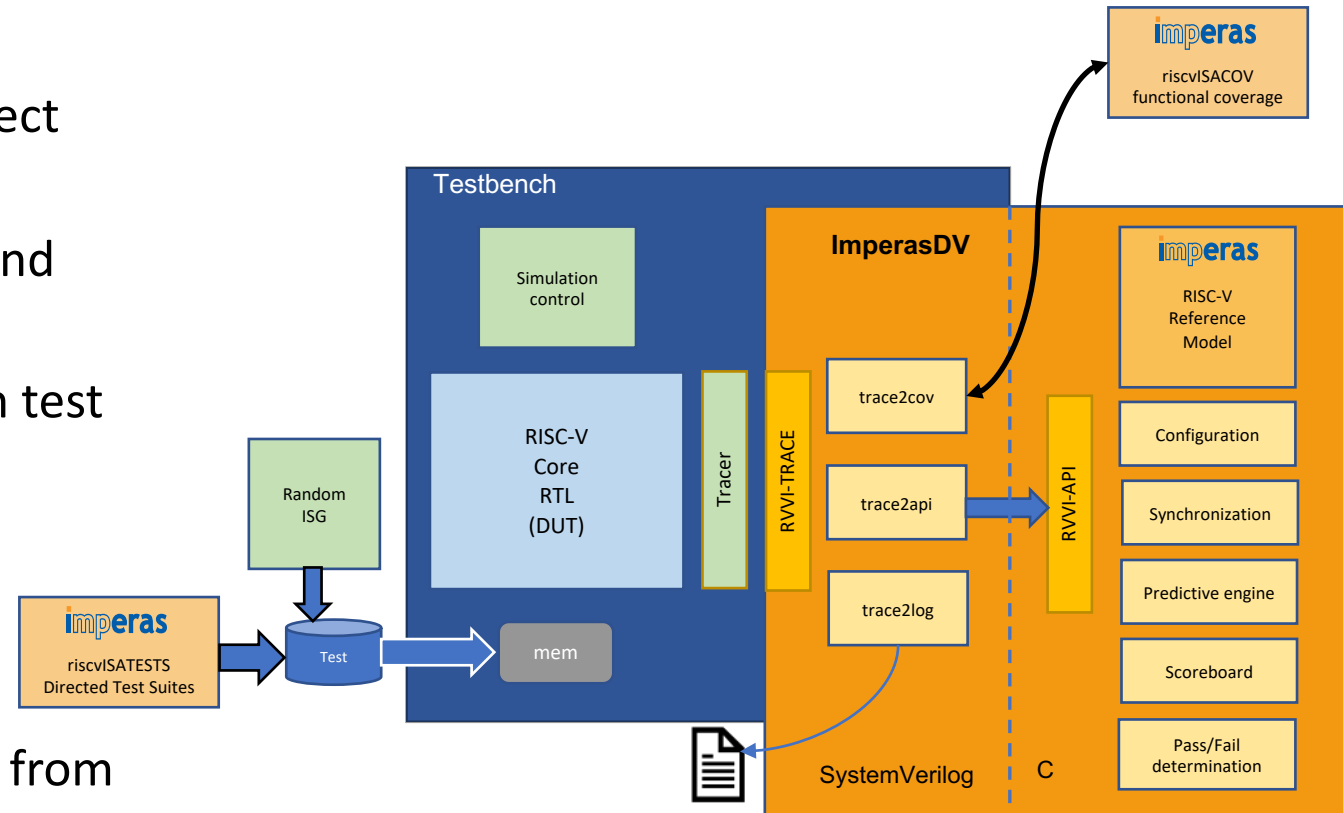 ect
nd
n test
from
imperas
riscvISACOV
functional coverage
Testbench
Simulation
control
RISC-V
Core
RTL
(DUT)
Tracer
Random
ISG
imperas
riscvISATESTS
Directed Test Suites
Test
mem
ImperasDV
RVVI-TRACE
trace2cov
trace2api
trace2log
SystemVerilog
C
RVVI-API
imperas
RISC-V
Reference
Model
Configuration
Synchronization
Predictive engine
Scoreboard
Pass/Fail
determination